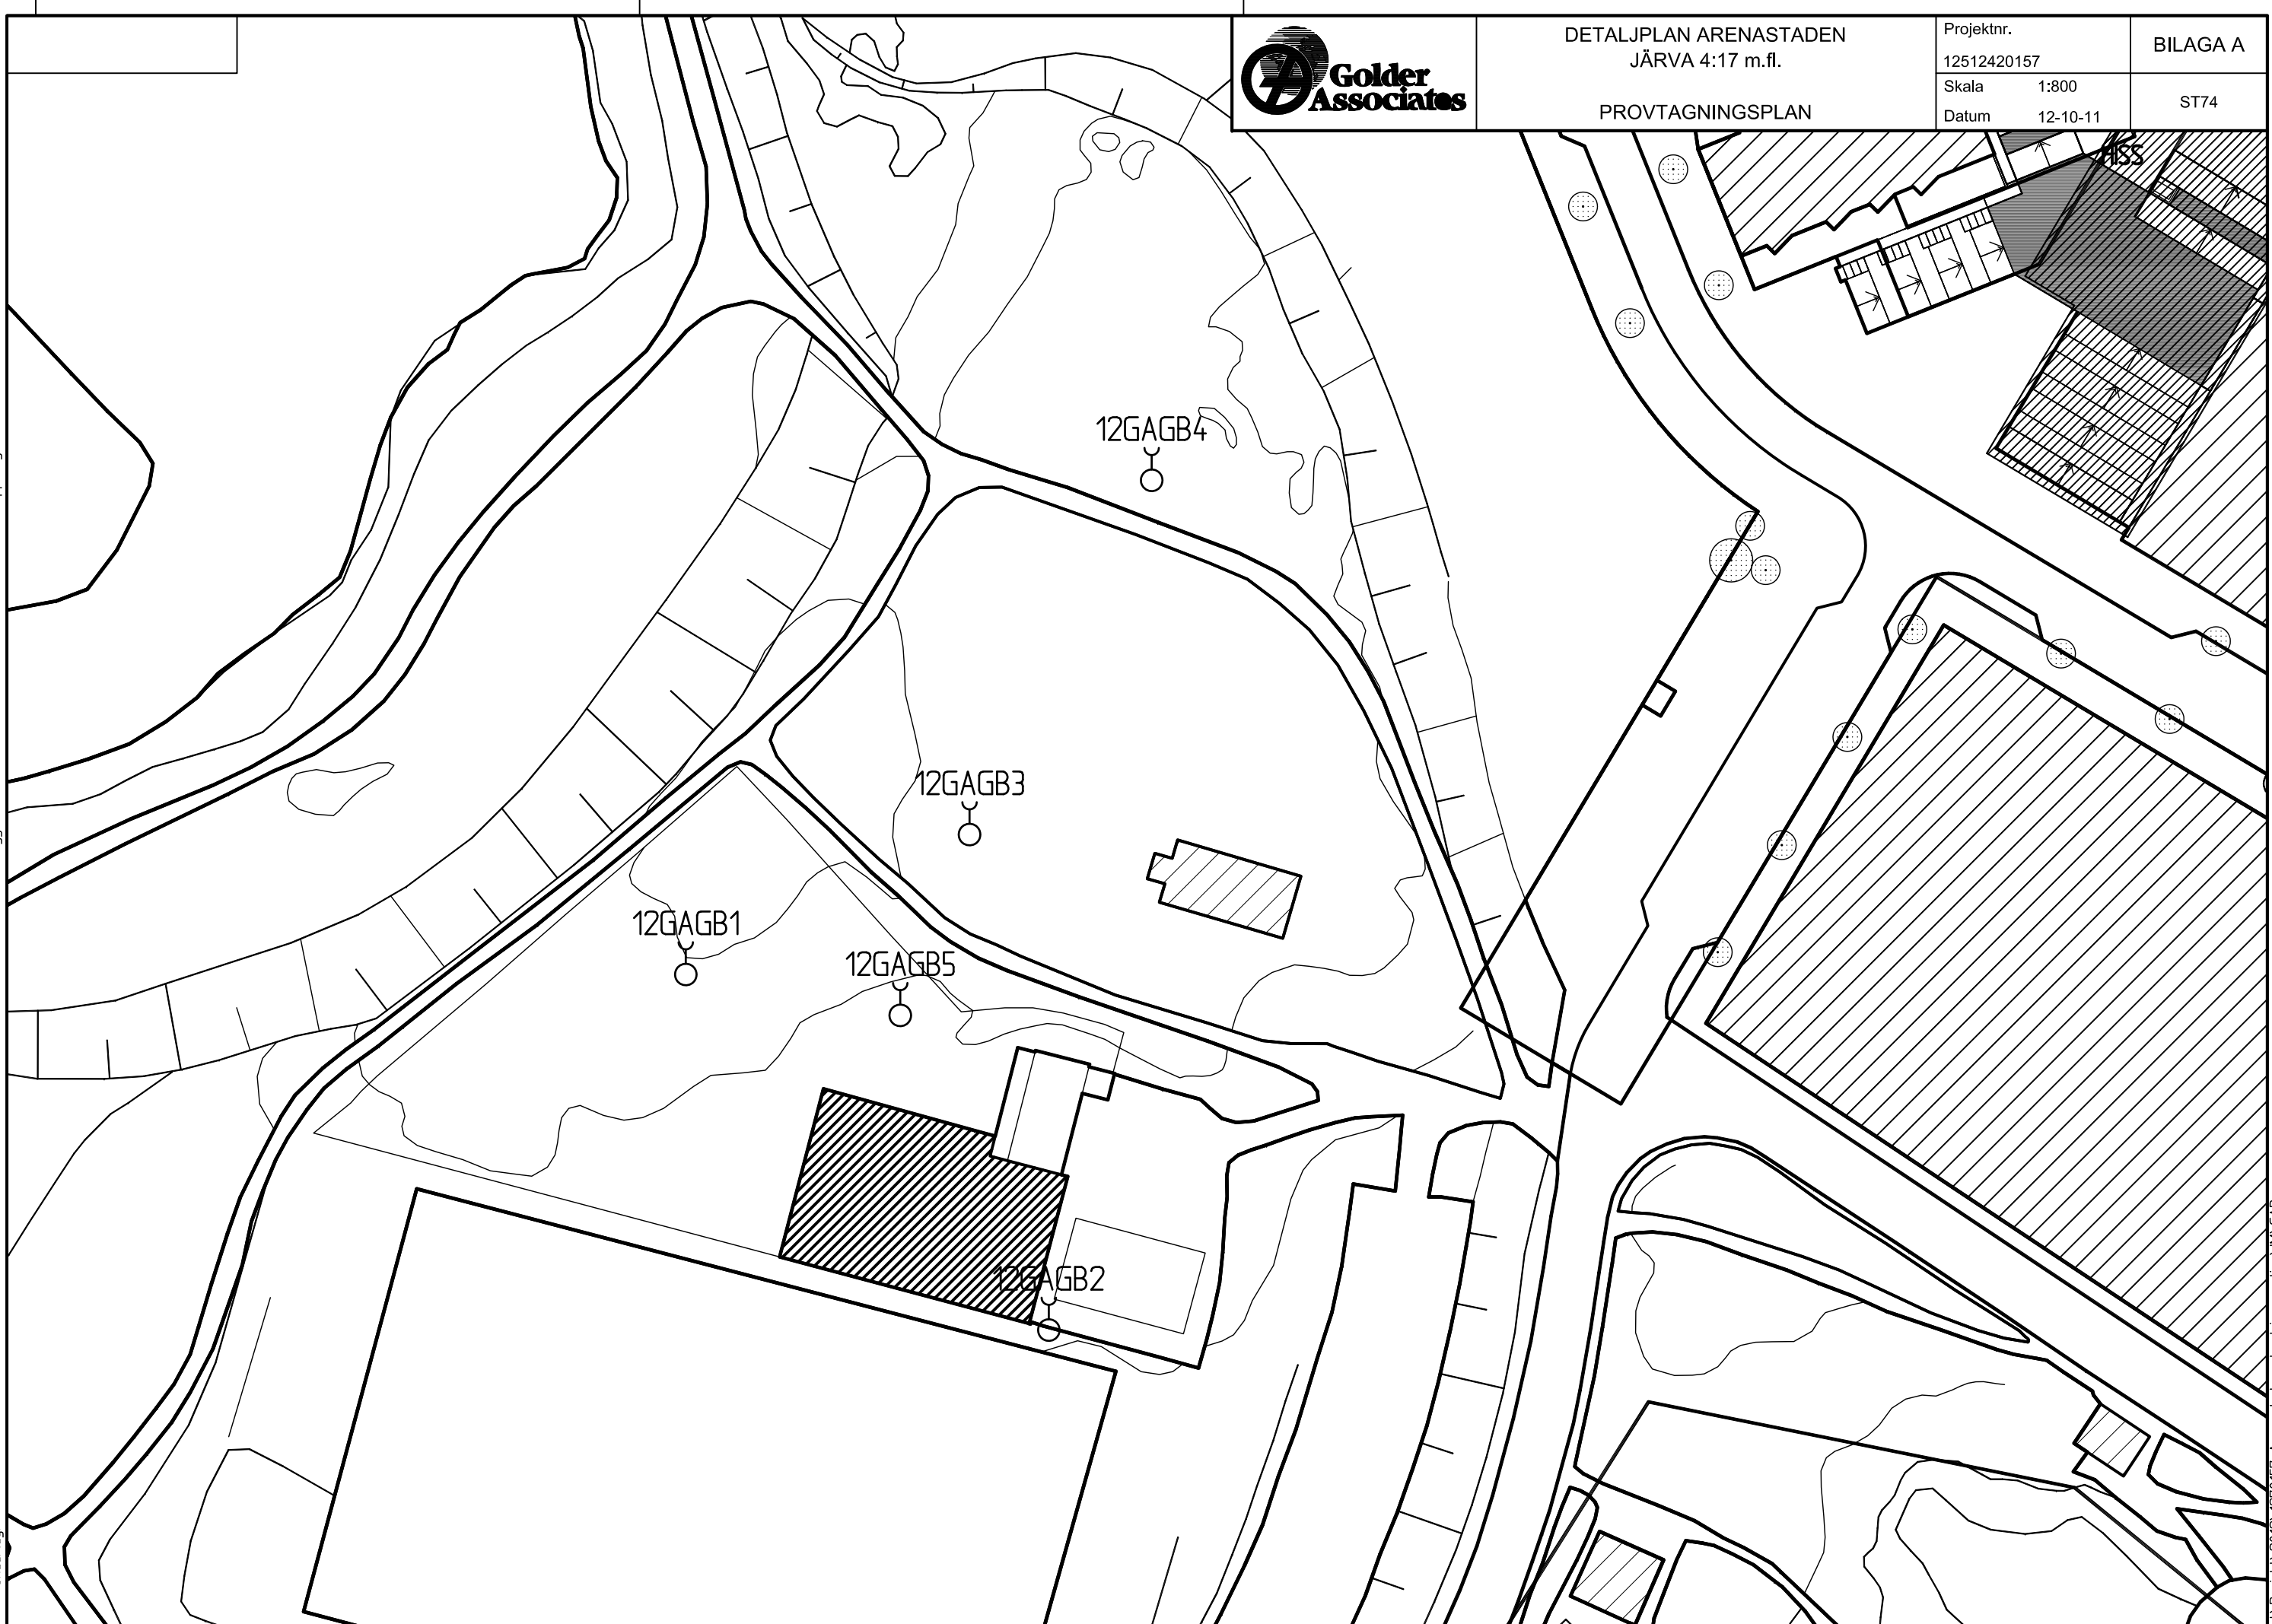 Golder
Associates
DETALJPLAN ARENASTADEN
JÄRVA 4:17 m.fl.
PROVTAGNINGSPLAN
Projektnr.
12512420157
Skala 1:800
Datum 12-10-11
BILAGA A
ST74
HISS
12GAGB4
12GAGB3
12GAGB1
12GAGB5
12GAGB2